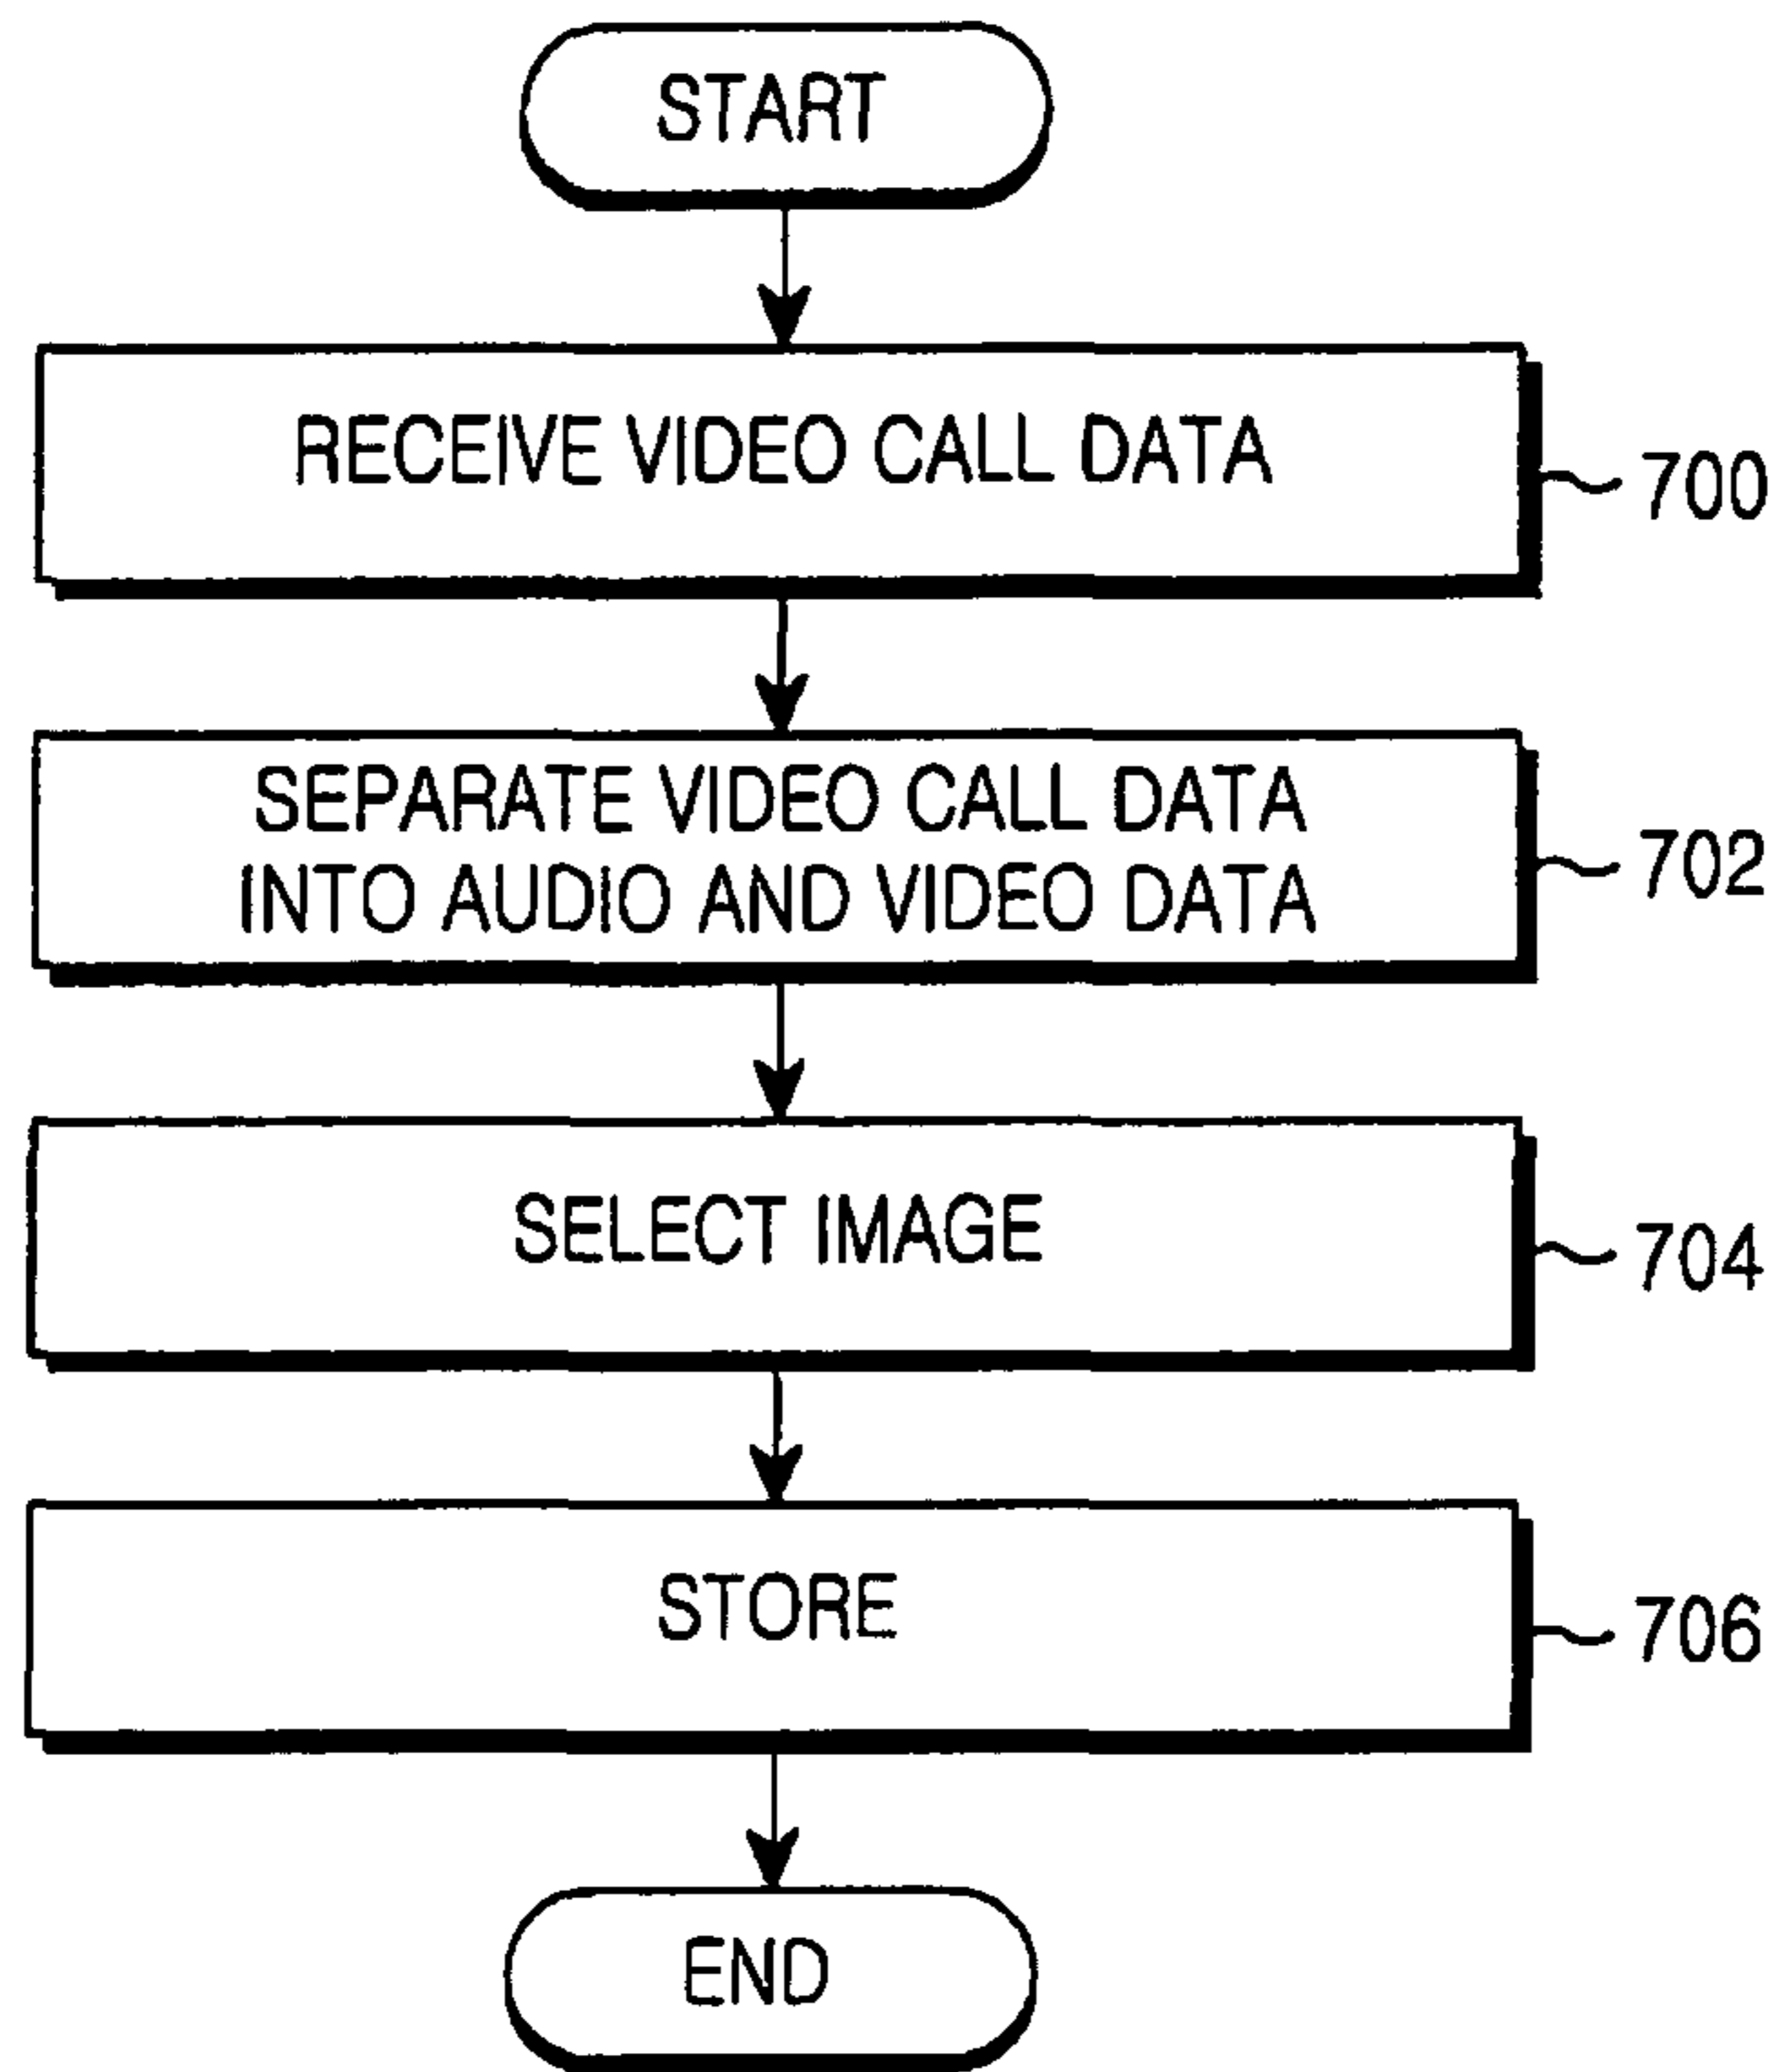 START
RECEIVE VIDEO CALL DATA
700
SEPARATE VIDEO CALL DATA
INTO AUDIO AND VIDEO DATA
702
SELECT IMAGE
704
STORE
706
END